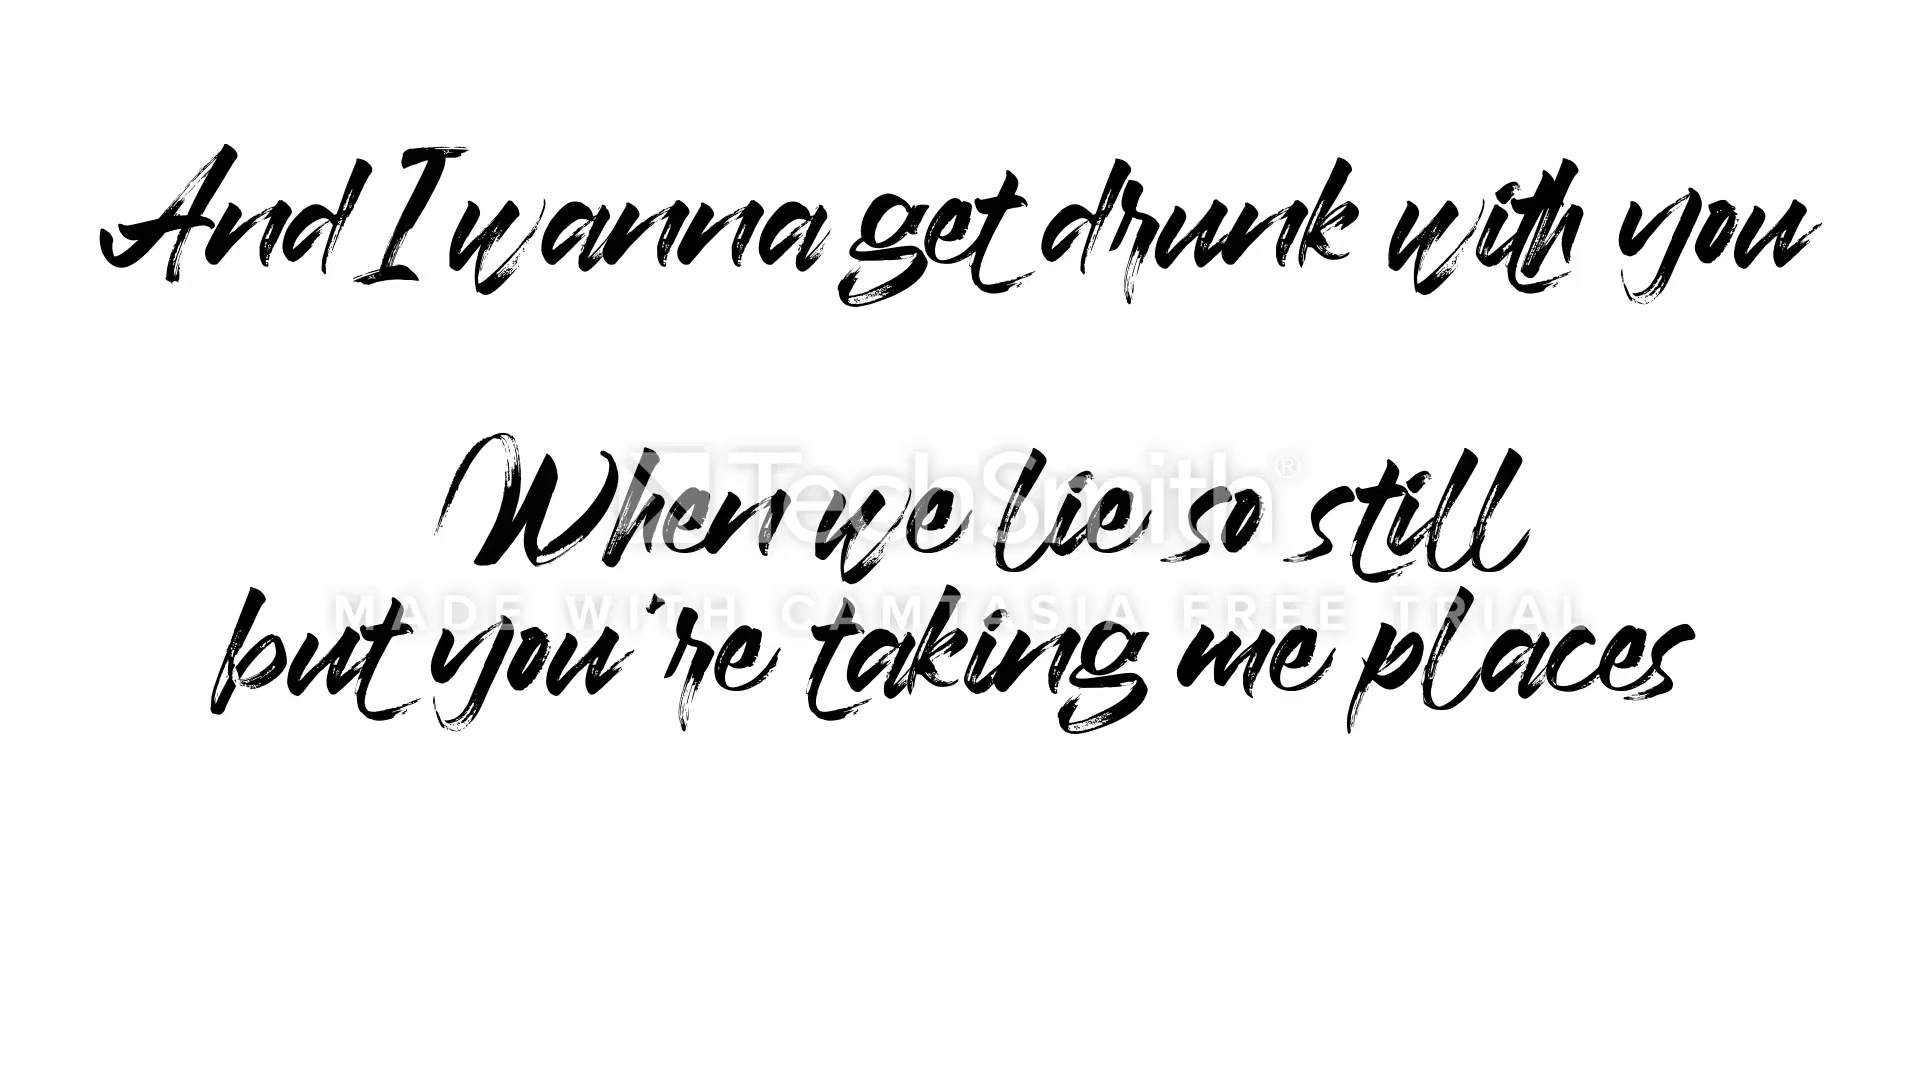 And I wanna get drunk with you
When we lie so still
TechSmith®
but you're taking me places
MADE WITH CAMTASIA FREE TRIAL